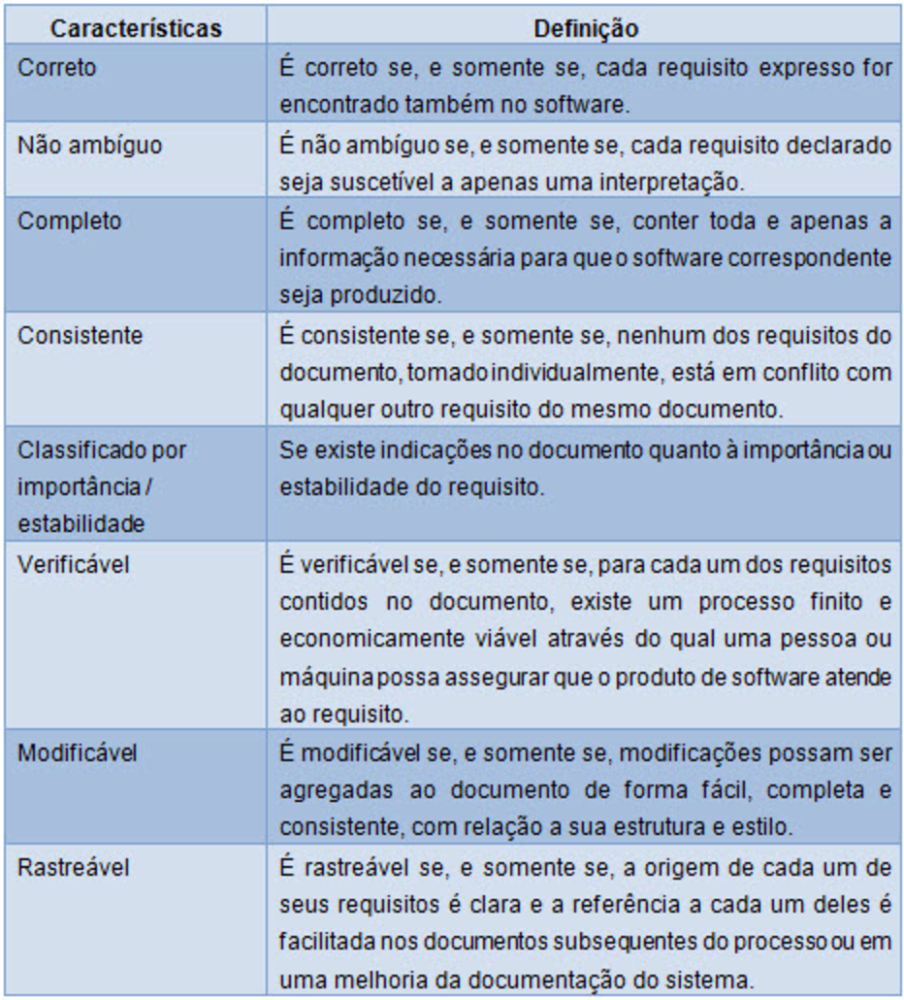 Características Definição
Correto É correto se, e somente se, cada requisito expresso for
encontrado também no software.
Não ambíguo É não ambíguo se, e somente se, cada requisito declarado
seja suscetível a apenas uma interpretação.
Completo É completo se, e somente se, conter toda e apenas a
informação necessária para que o software correspondente
seja produzido.
Consistente É consistente se, e somente se, nenhum dos requisitos do
documento, tomado individualmente, está em conflito com
qualquer outro requisito do mesmo documento.
Classificado por Se existe indicações no documento quanto à importância ou
importância / estabilidade do requisito.
estabilidade
Verificável É verificável se, e somente se, para cada um dos requisitos
contidos no documento, existe um processo finito e
economicamente viável através do qual uma pessoa ou
máquina possa assegurar que o produto de software atende
ao requisito.
Modificável É modificável se, e somente se, modificações possam ser
agregadas ao documento de forma fácil, completa e
consistente, com relação a sua estrutura e estilo.
Rastreável É rastreável se, e somente se, a origem de cada um de
seus requisitos é clara e a referência a cada um deles é
facilitada nos documentos subsequentes do processo ou em
uma melhoria da documentação do sistema.